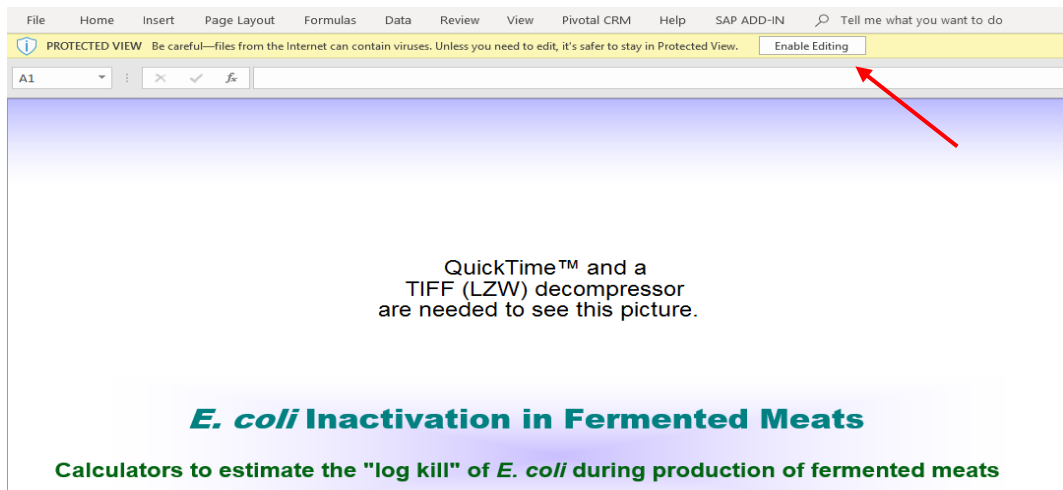 File Home Insert Page Layout Formulas Data Review View Pivotal CRM Help SAP ADD-IN Tell me what you want to do
PROTECTED VIEW Be careful—files from the Internet can contain viruses. Unless you need to edit, it's safer to stay in Protected View. Enable Editing
A1 fx
QuickTime™ and a
TIFF (LZW) decompressor
are needed to see this picture.
E. coli Inactivation in Fermented Meats
Calculators to estimate the "log kill" of E. coli during production of fermented meats